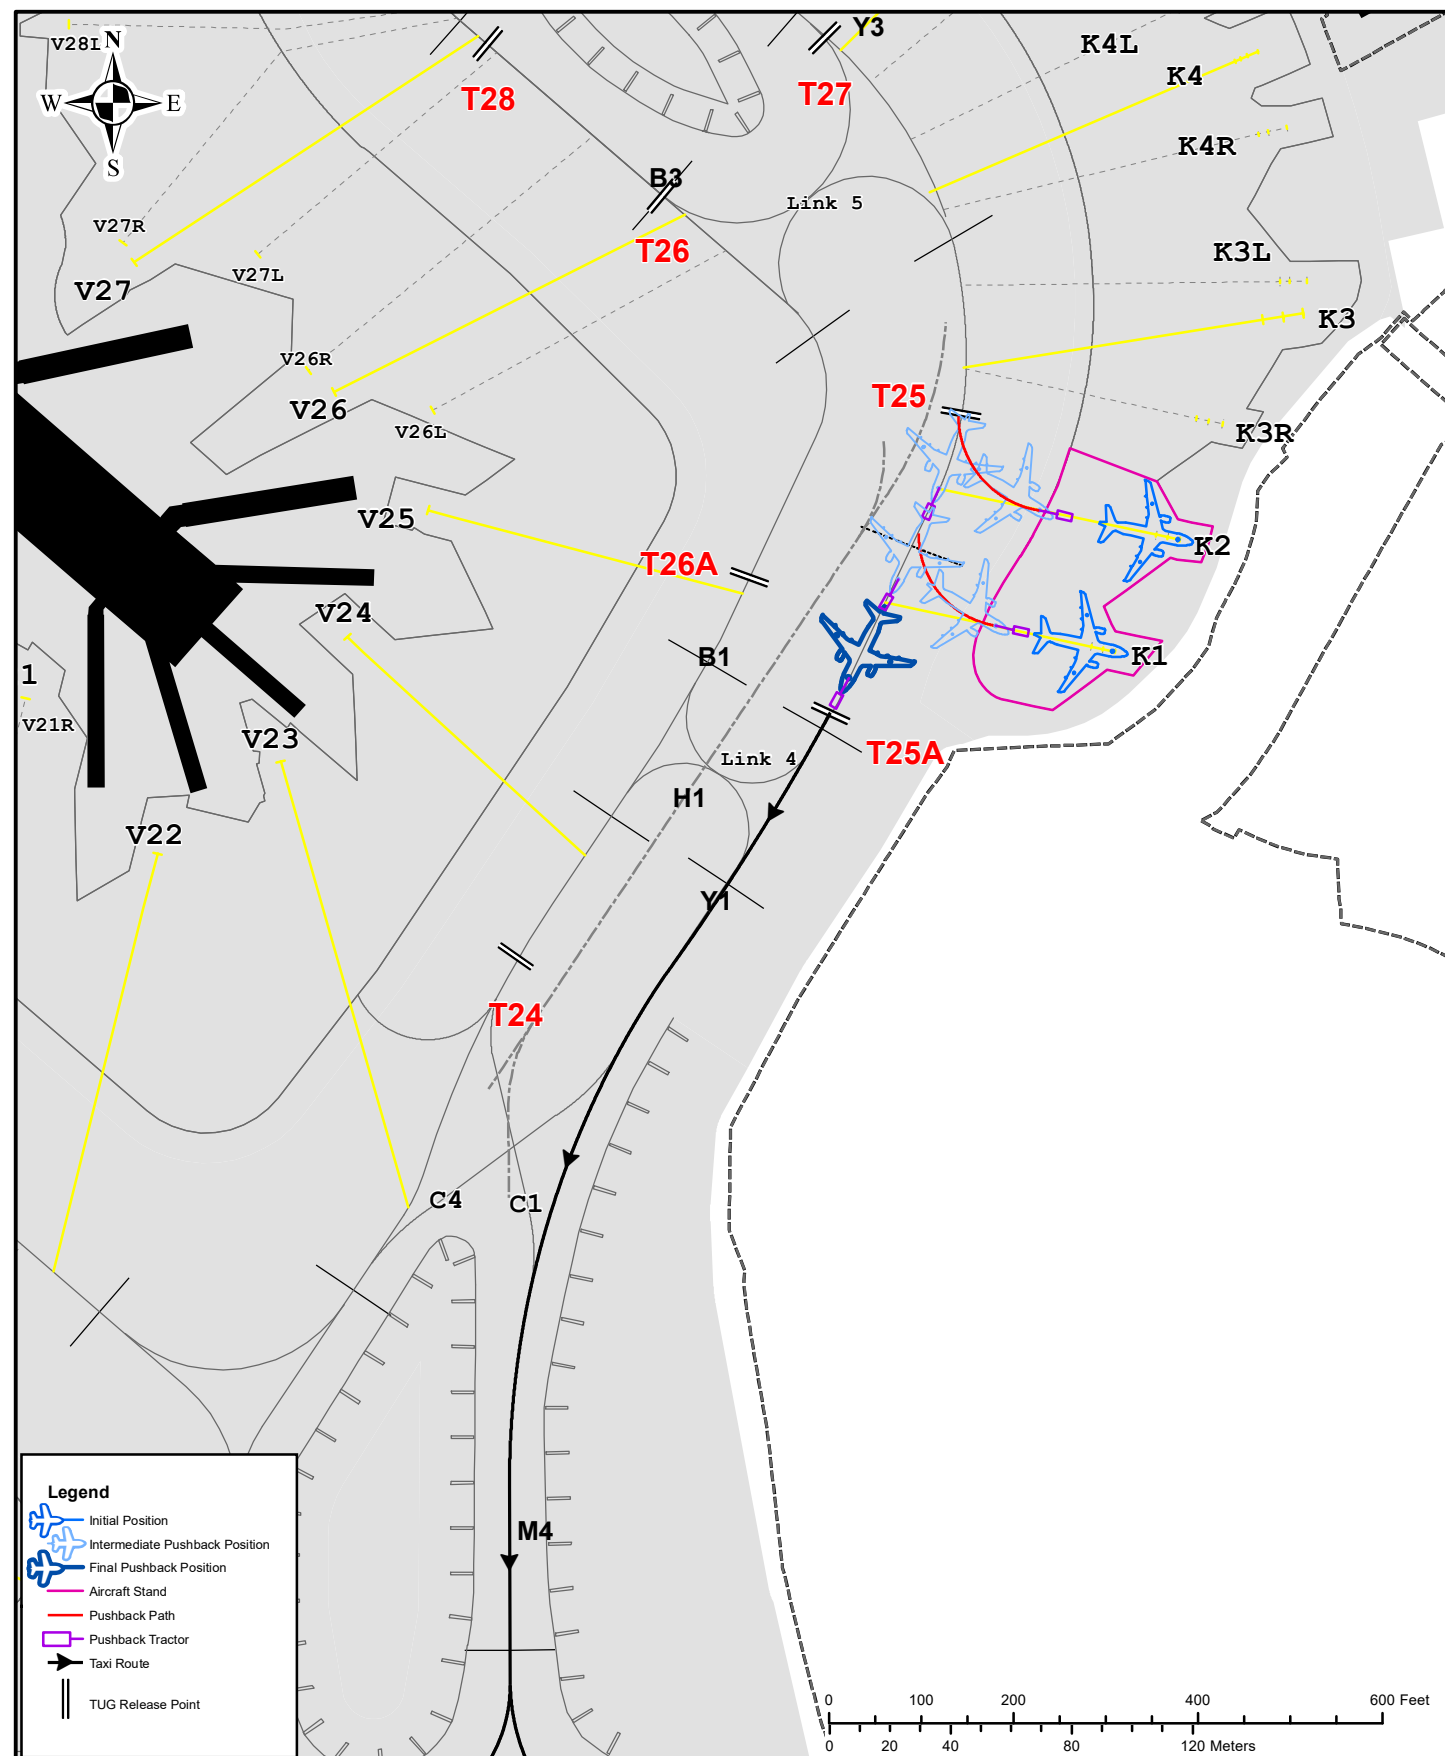 V28L
N
W E
S
Y3
K4L
K4
T28
T27
K4R
B3
Link 5
V27R
T26
K3L
V27L
V27
K3
V26R
V26
T25
V26L
K3R
V25
K2
T26A
V24
B1
K1
1
V21R
V23
T25A
Link 4
H1
V22
Y1
T24
C4
C1
M4
Legend
Initial Position
Intermediate Pushback Position
Final Pushback Position
Aircraft Stand
Pushback Path
Pushback Tractor
Taxi Route
TUG Release Point
0 100 200 400 600 Feet
0 20 40 80 120 Meters